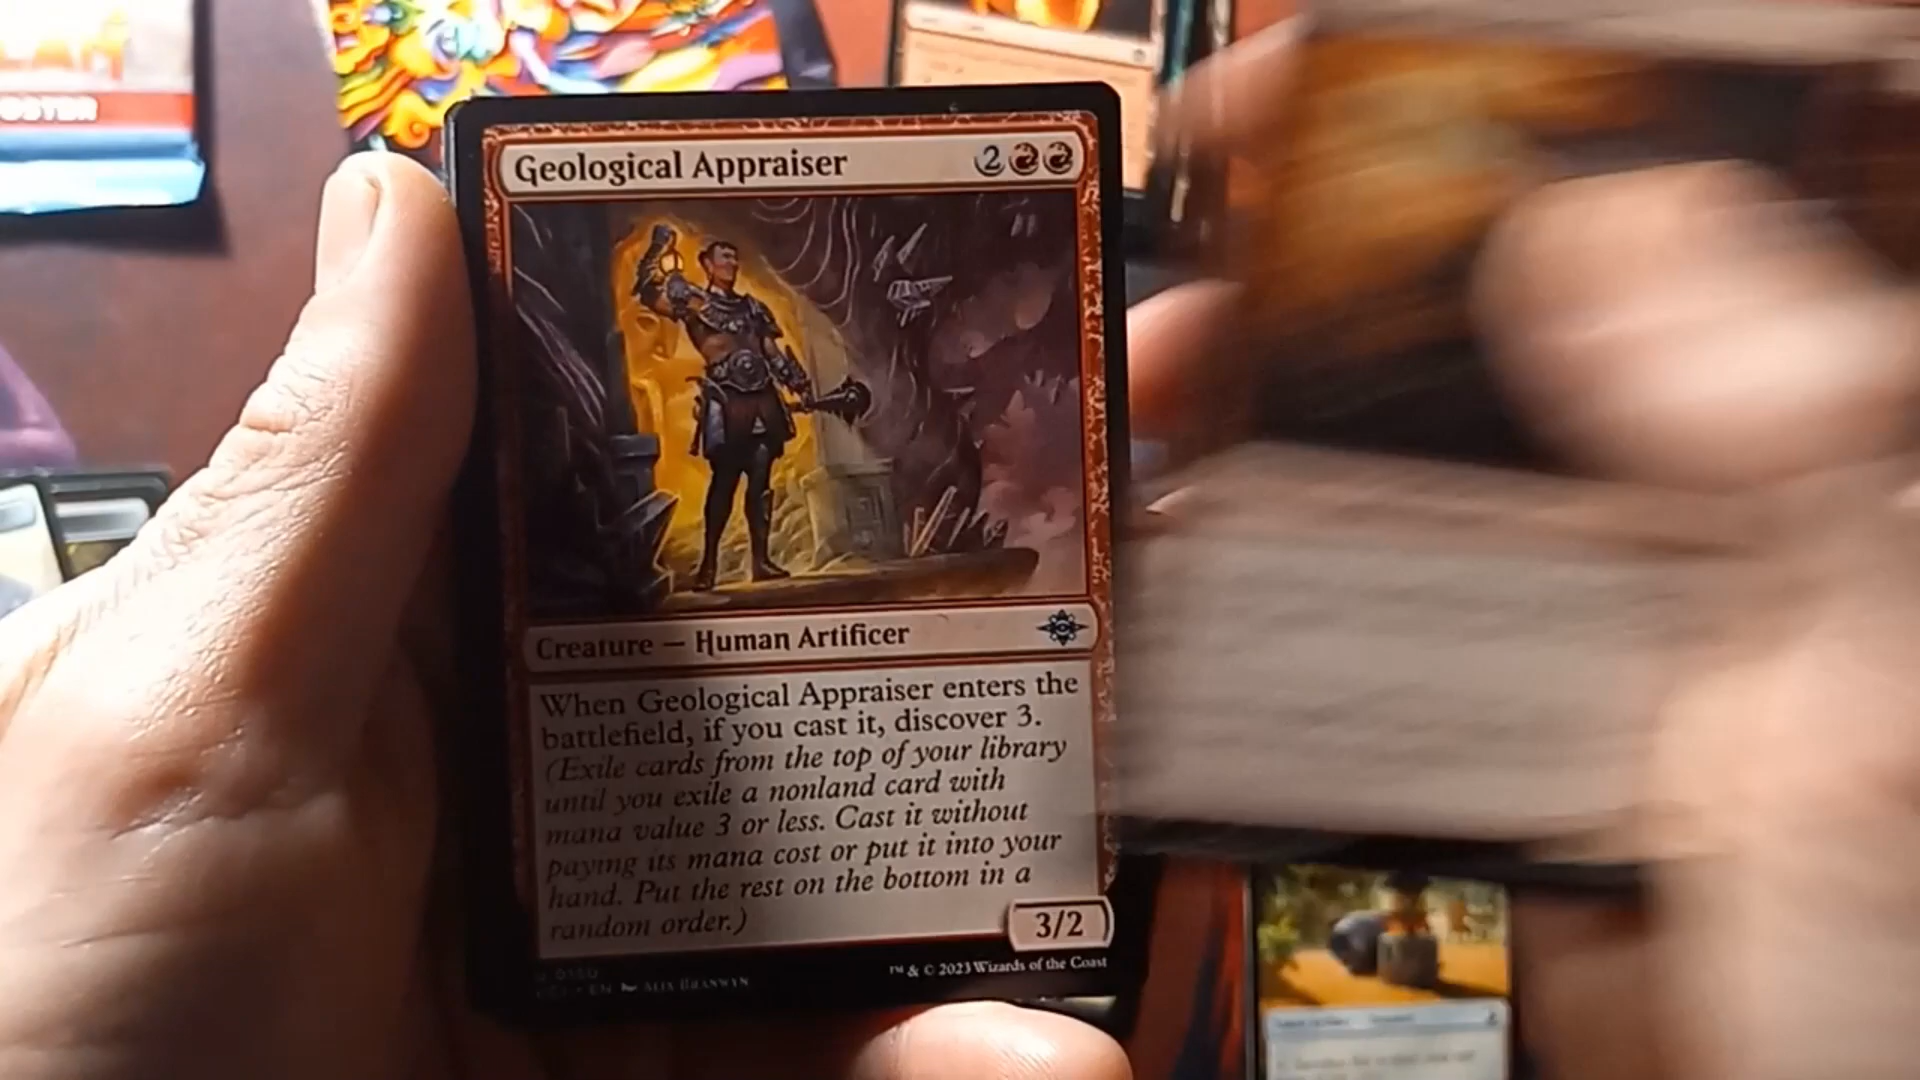 Geological Appraiser 2
Creature — Human Artificer
When Geological Appraiser enters the
battlefield, if you cast it, discover 3.
(Exile cards from the top of your library
until you exile a nonland card with
mana value 3 or less. Cast it without
paying its mana cost or put it into your
hand. Put the rest on the bottom in a
random order.)
3/2
™ & © 2023 Wizards of the Coast